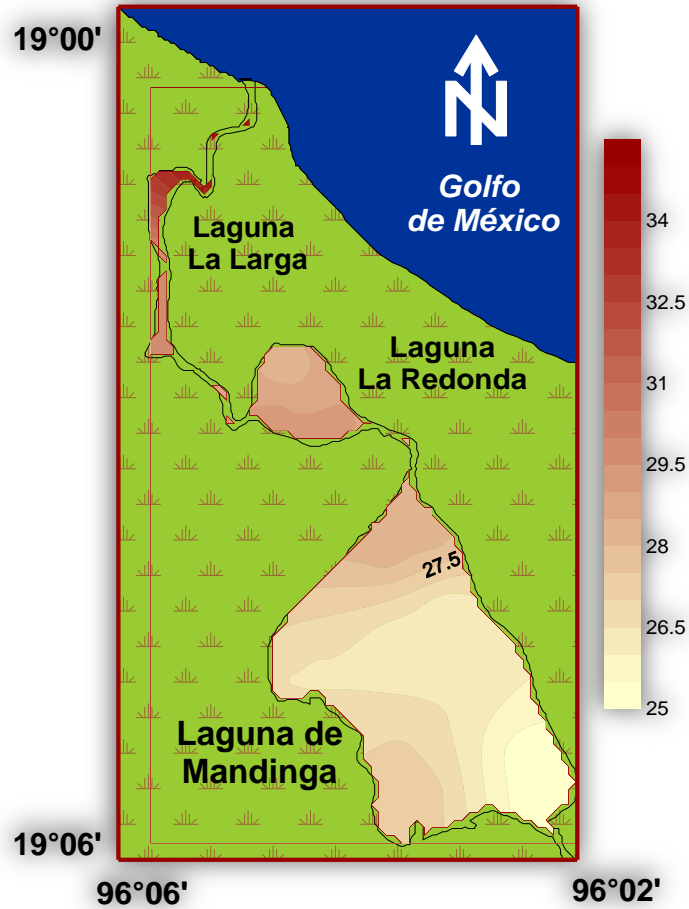 19°00'
Golfo
de México
Laguna
La Larga
34
32.5
31
29.5
28
26.5
25
Laguna
La Redonda
27.5
Laguna de
Mandinga
19°06'
96°06'
96°02'
N